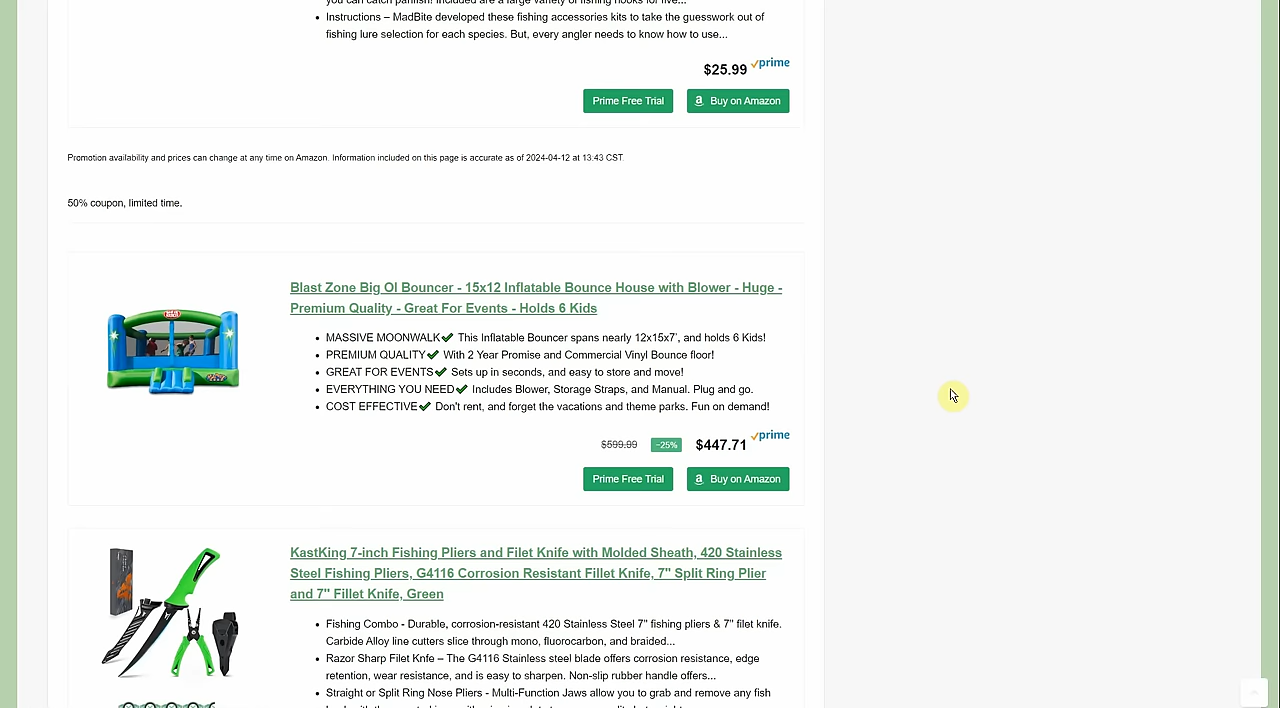 Instructions – MadBite developed these fishing accessories kits to take the guesswork out of
fishing lure selection for each species. But, every angler needs to know how to use...
$25.99 prime
Prime Free Trial Buy on Amazon
Promotion availability and prices can change at any time on Amazon. Information included on this page is accurate as of 2024-04-12 at 13:43 CST.
50% coupon, limited time.
Blast Zone Big Ol Bouncer - 15x12 Inflatable Bounce House with Blower - Huge -
Premium Quality - Great For Events - Holds 6 Kids
MASSIVE MOONWALK✔ This Inflatable Bouncer spans nearly 12x15x7', and holds 6 Kids!
PREMIUM QUALITY✔ With 2 Year Promise and Commercial Vinyl Bounce floor!
GREAT FOR EVENTS✔ Sets up in seconds, and easy to store and move!
EVERYTHING YOU NEED✔ Includes Blower, Storage Straps, and Manual. Plug and go.
COST EFFECTIVE✔ Don't rent, and forget the vacations and theme parks. Fun on demand!
$599.99 −25% $447.71 prime
Prime Free Trial Buy on Amazon
KastKing 7-inch Fishing Pliers and Filet Knife with Molded Sheath, 420 Stainless
Steel Fishing Pliers, G4116 Corrosion Resistant Fillet Knife, 7" Split Ring Plier
and 7" Fillet Knife, Green
Fishing Combo - Durable, corrosion-resistant 420 Stainless Steel 7" fishing pliers & 7" filet knife.
Carbide Alloy line cutters slice through mono, fluorocarbon, and braided...
Razor Sharp Filet Knfe – The G4116 Stainless steel blade offers corrosion resistance, edge
retention, wear resistance, and is easy to sharpen. Non-slip rubber handle offers...
Straight or Split Ring Nose Pliers - Multi-Function Jaws allow you to grab and remove any fish